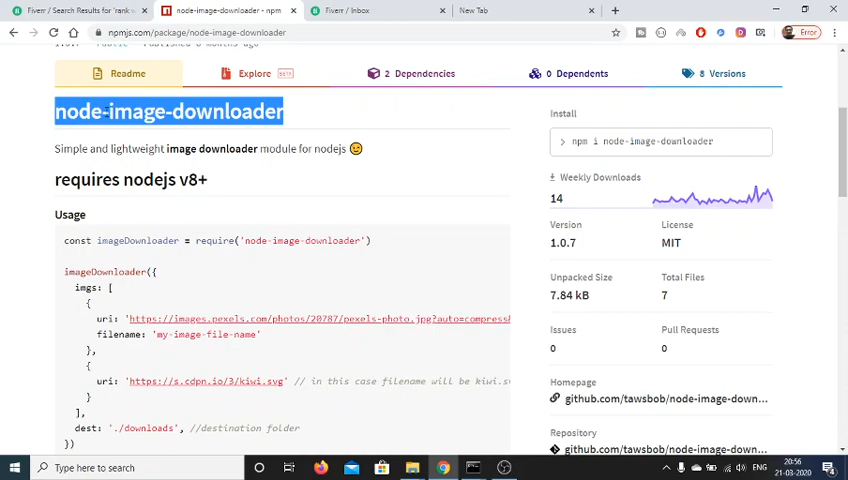 Fiverr / Search Results for 'rank w
node-image-downloader - npm
Fiverr / Inbox
New Tab
npmjs.com/package/node-image-downloader
Error
Readme
Explore BETA
2 Dependencies
0 Dependents
8 Versions
node-image-downloader
Simple and lightweight image downloader module for nodejs 😉
requires nodejs v8+
Usage
const imageDownloader = require('node-image-downloader')
imageDownloader({
imgs: [
{
uri: 'https://images.pexels.com/photos/20787/pexels-photo.jpg?auto=compress
filename: 'my-image-file-name'
},
{
uri: 'https://s.cdpn.io/3/kiwi.svg' // in this case filename will be kiwi.sv
}
],
dest: './downloads', //destination folder
})
Install
> npm i node-image-downloader
Weekly Downloads
14
Version
License
1.0.7
MIT
Unpacked Size
Total Files
7.84 kB
7
Issues
Pull Requests
0
0
Homepage
github.com/tawsbob/node-image-down...
Repository
github.com/tawsbob/node-image-down...
Type here to search
ENG
20:56
21-03-2020